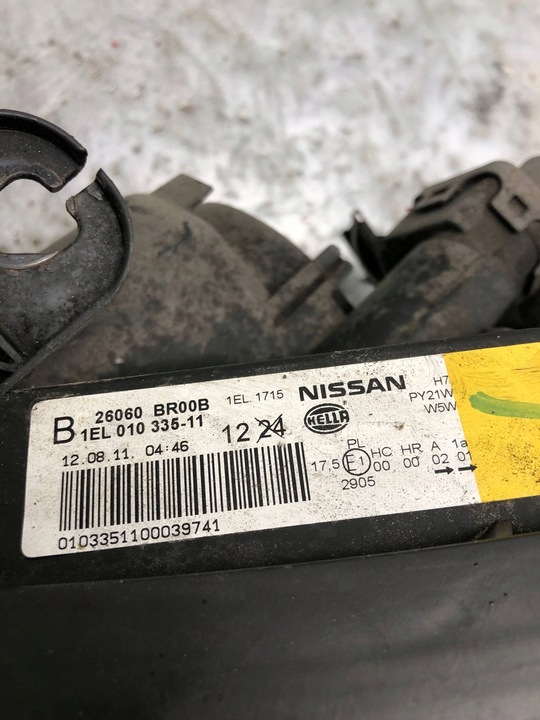 B 26060 BR00B 1EL. 1715 NISSAN H7
1EL 010 335-11 12 24 HELLA PY21W
W5W
12.08.11. 04:46
PL HC HR A 1a
17,5 E1 00 00 02 01
2905
0103351100039741